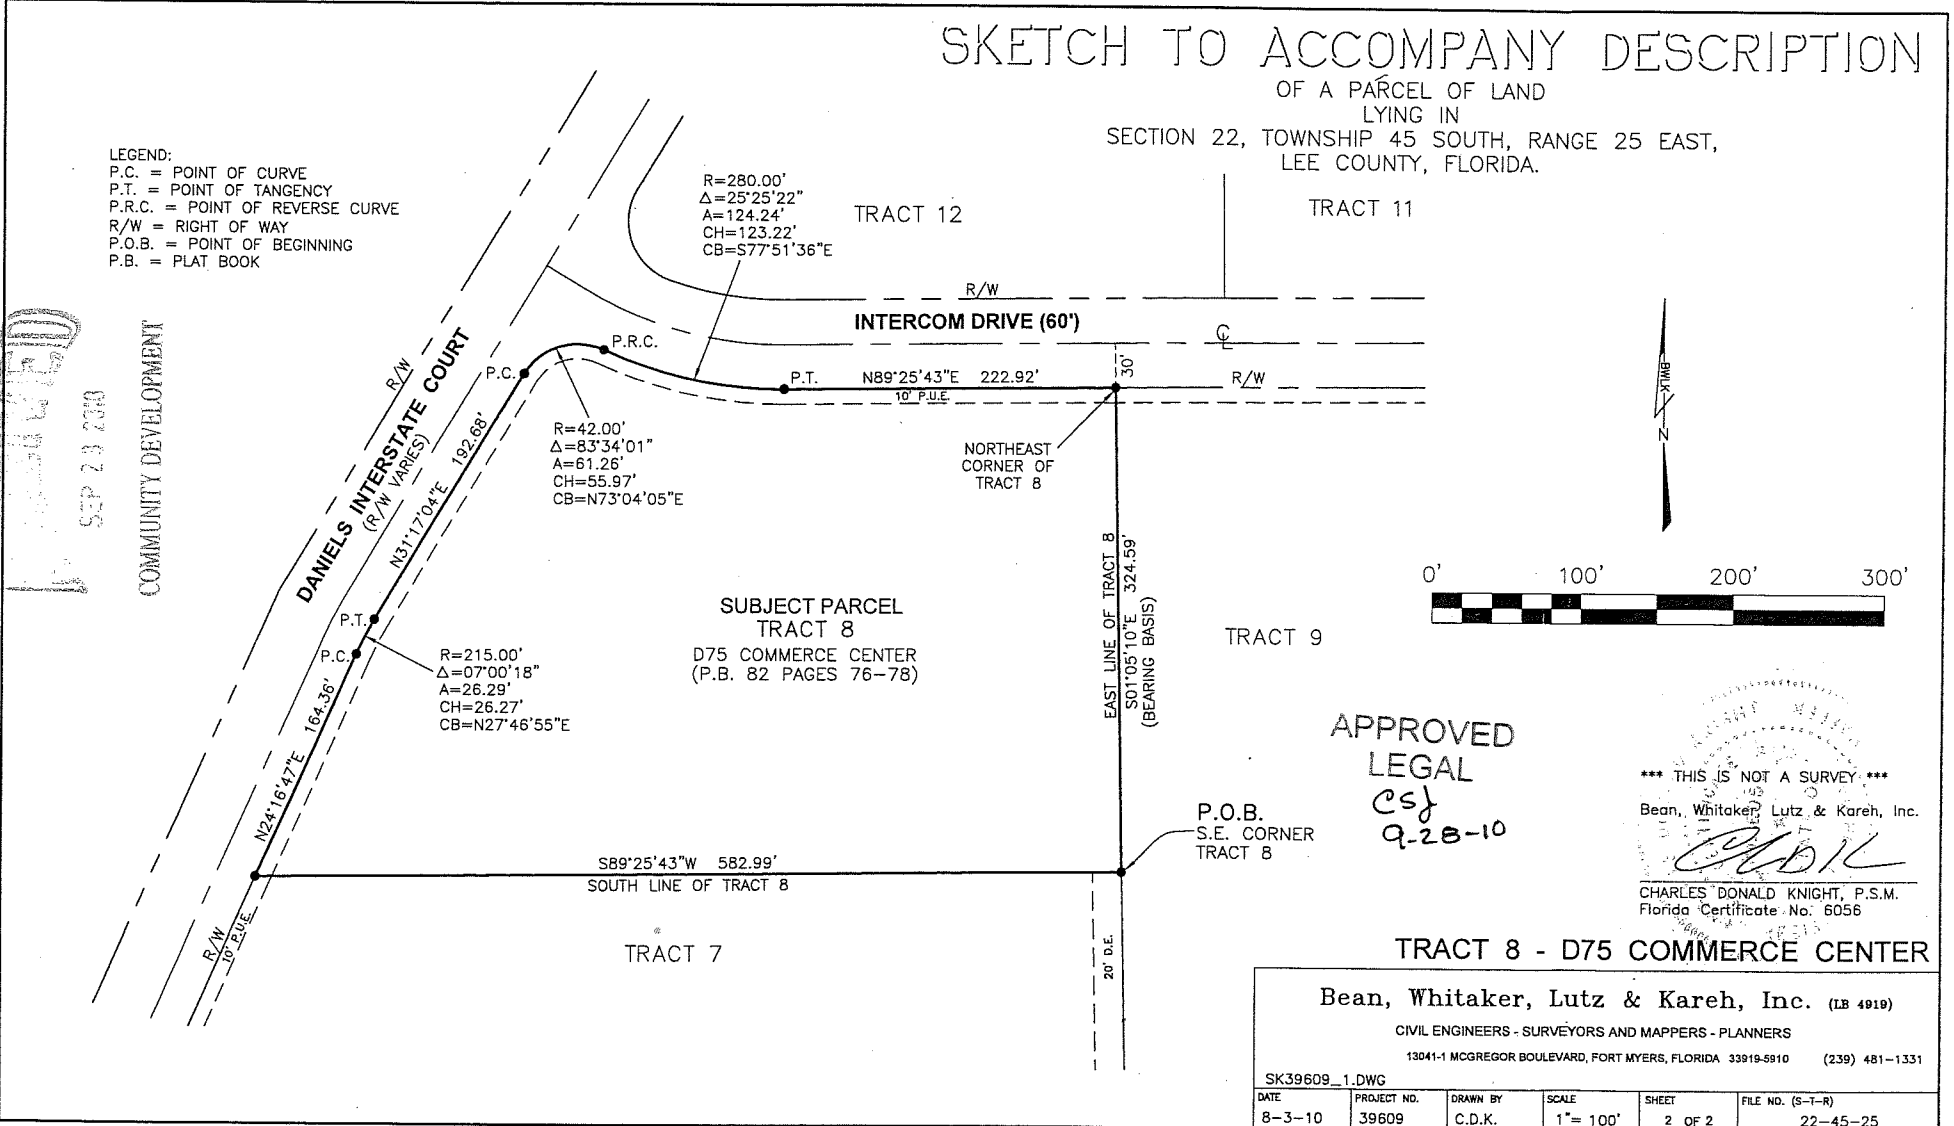 SKETCH TO ACCOMPANY DESCRIPTION
OF A PARCEL OF LAND
LYING IN
SECTION 22, TOWNSHIP 45 SOUTH, RANGE 25 EAST,
LEE COUNTY, FLORIDA.
LEGEND:
P.C. = POINT OF CURVE
P.T. = POINT OF TANGENCY
P.R.C. = POINT OF REVERSE CURVE
R/W = RIGHT OF WAY
P.O.B. = POINT OF BEGINNING
P.B. = PLAT BOOK
R=280.00'
Δ=25°25'22"
A=124.24'
CH=123.22'
CB=S77°51'36"E
TRACT 12
TRACT 11
R/W
INTERCOM DRIVE (60')
℄
30'
R/W
P.R.C.
P.C.
P.T.
N89°25'43"E 222.92'
10' P.U.E.
R/W
DANIELS INTERSTATE COURT
(R/W VARIES)
N31°17'04"E 192.68'
R=42.00'
Δ=83°34'01"
A=61.26'
CH=55.97'
CB=N73°04'05"E
NORTHEAST
CORNER OF
TRACT 8
BWLK
N
0' 100' 200' 300'
SEP 23
COMMUNITY DEVELOPMENT
P.T.
P.C.
R=215.00'
Δ=07°00'18"
A=26.29'
CH=26.27'
CB=N27°46'55"E
SUBJECT PARCEL
TRACT 8
D75 COMMERCE CENTER
(P.B. 82 PAGES 76-78)
EAST LINE OF TRACT 8
S01°05'10"E 324.59'
(BEARING BASIS)
TRACT 9
N24°16'47"E 164.36'
APPROVED
LEGAL
CSJ
9-28-10
P.O.B.
S.E. CORNER
TRACT 8
S89°25'43"W 582.99'
SOUTH LINE OF TRACT 8
R/W
10' P.U.E.
TRACT 7
20' D.E.
*** THIS IS NOT A SURVEY ***
Bean, Whitaker, Lutz & Kareh, Inc.
CHARLES DONALD KNIGHT, P.S.M.
Florida Certificate No. 6056
TRACT 8 - D75 COMMERCE CENTER
Bean, Whitaker, Lutz & Kareh, Inc. (LB 4919)
CIVIL ENGINEERS - SURVEYORS AND MAPPERS - PLANNERS
13041-1 MCGREGOR BOULEVARD, FORT MYERS, FLORIDA 33919-5910 (239) 481-1331
SK39609_1.DWG
DATE PROJECT NO. DRAWN BY SCALE SHEET FILE NO. (S-T-R)
8-3-10 39609 C.D.K. 1"= 100' 2 OF 2 22-45-25